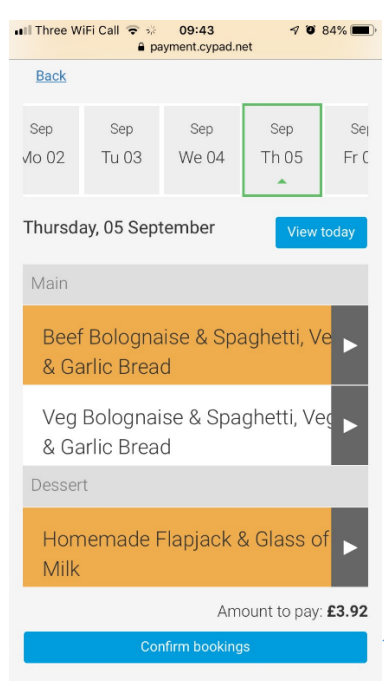 Three WiFi Call 09:43 84%
payment.cypad.net
Back
Sep Sep Sep Sep Sep
Mo 02 Tu 03 We 04 Th 05 Fr
Thursday, 05 September View today
Main
Beef Bolognaise & Spaghetti, Ve
& Garlic Bread
Veg Bolognaise & Spaghetti, Veg
& Garlic Bread
Dessert
Homemade Flapjack & Glass of
Milk
Amount to pay: £3.92
Confirm bookings